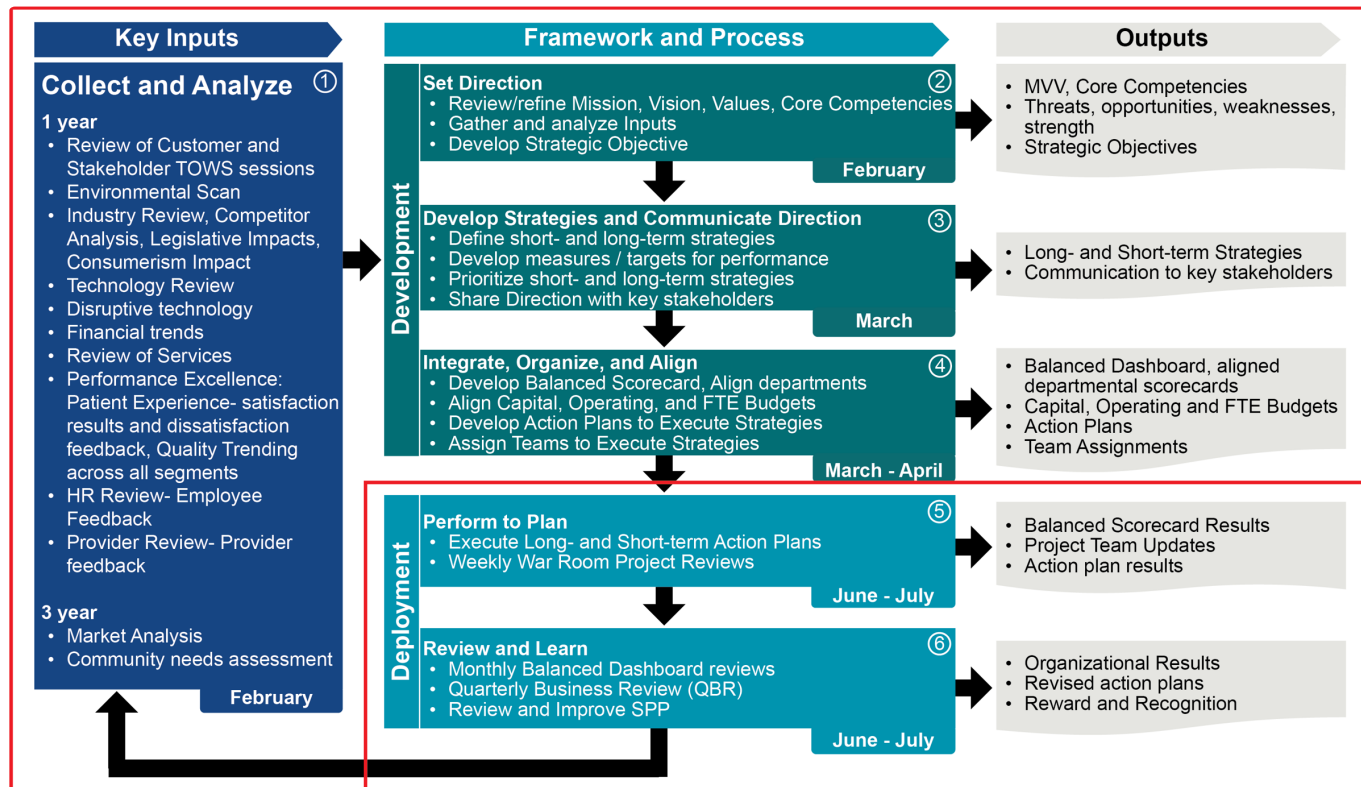 Key Inputs
Framework and Process
Outputs
Collect and Analyze ①
1 year
• Review of Customer and
Stakeholder TOWS sessions
• Environmental Scan
• Industry Review, Competitor
Analysis, Legislative Impacts,
Consumerism Impact
• Technology Review
• Disruptive technology
• Financial trends
• Review of Services
• Performance Excellence:
Patient Experience- satisfaction
results and dissatisfaction
feedback, Quality Trending
across all segments
• HR Review- Employee
Feedback
• Provider Review- Provider
feedback
3 year
• Market Analysis
• Community needs assessment
February
Development
Set Direction ②
• Review/refine Mission, Vision, Values, Core Competencies
• Gather and analyze Inputs
• Develop Strategic Objective
February
• MVV, Core Competencies
• Threats, opportunities, weaknesses,
strength
• Strategic Objectives
Develop Strategies and Communicate Direction ③
• Define short- and long-term strategies
• Develop measures / targets for performance
• Prioritize short- and long-term strategies
• Share Direction with key stakeholders
March
• Long- and Short-term Strategies
• Communication to key stakeholders
Integrate, Organize, and Align ④
• Develop Balanced Scorecard, Align departments
• Align Capital, Operating, and FTE Budgets
• Develop Action Plans to Execute Strategies
• Assign Teams to Execute Strategies
March - April
• Balanced Dashboard, aligned
departmental scorecards
• Capital, Operating and FTE Budgets
• Action Plans
• Team Assignments
Deployment
Perform to Plan ⑤
• Execute Long- and Short-term Action Plans
• Weekly War Room Project Reviews
June - July
• Balanced Scorecard Results
• Project Team Updates
• Action plan results
Review and Learn ⑥
• Monthly Balanced Dashboard reviews
• Quarterly Business Review (QBR)
• Review and Improve SPP
June - July
• Organizational Results
• Revised action plans
• Reward and Recognition